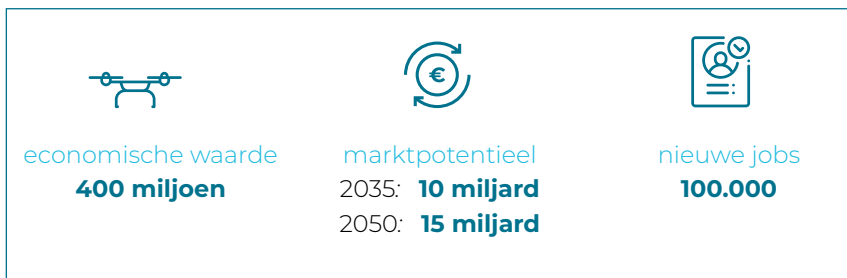 €
economische waarde
400 miljoen
marktpotentieel
2035: 10 miljard
2050: 15 miljard
nieuwe jobs
100.000